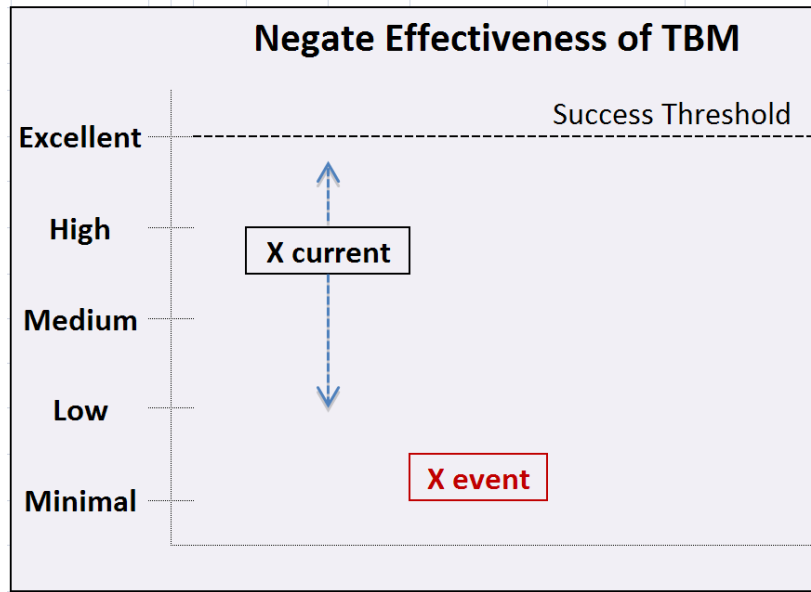 Negate Effectiveness of TBM
Success Threshold
Excellent
High
X current
Medium
Low
X event
Minimal